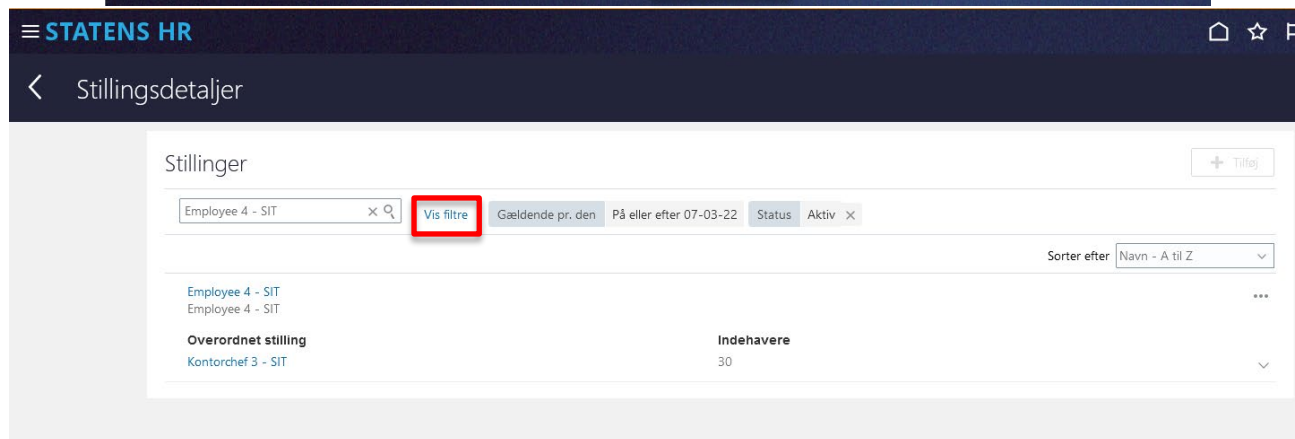 STATENS HR
Stillingsdetaljer
Stillinger
Tilføj
Employee 4 - SIT
Vis filtre
Gældende pr. den På eller efter 07-03-22 Status Aktiv
Sorter efter Navn - A til Z
Employee 4 - SIT
Employee 4 - SIT
Overordnet stilling Indehavere
Kontorchef 3 - SIT 30